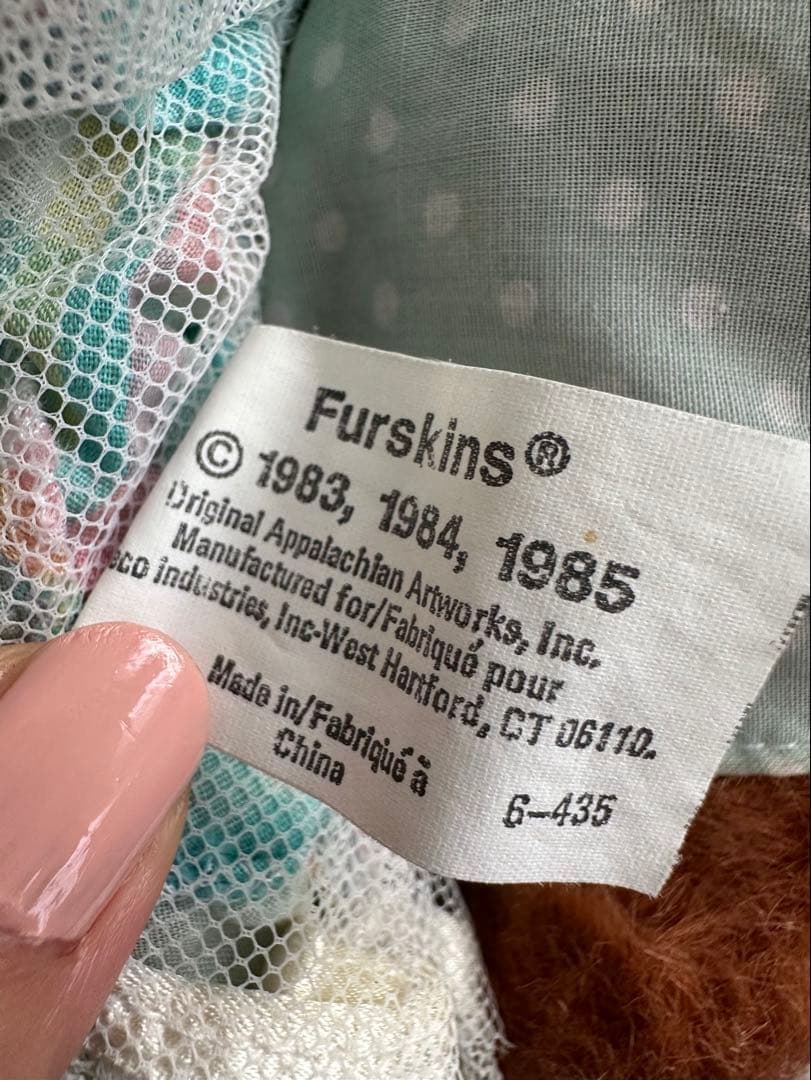 Furskins®
© 1983, 1984, 1985
Original Appalachian Artworks, Inc.
Manufactured for/Fabriqué pour
eco Industries, Inc-West Hartford, CT 06110.
Made in/Fabriqué à
China
6-435